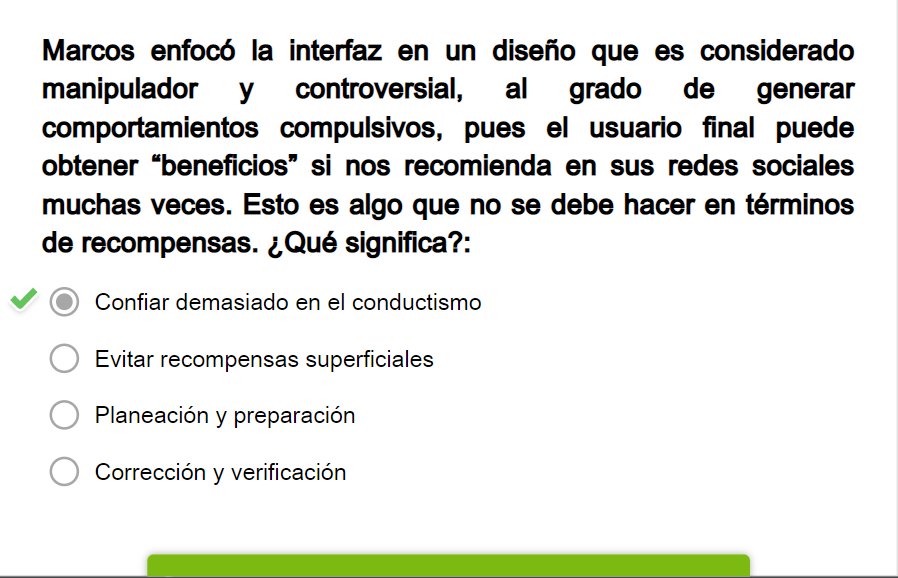 Marcos enfocó la interfaz en un diseño que es considerado
manipulador y controversial, al grado de generar
comportamientos compulsivos, pues el usuario final puede
obtener “beneficios” si nos recomienda en sus redes sociales
muchas veces. Esto es algo que no se debe hacer en términos
de recompensas. ¿Qué significa?:
Confiar demasiado en el conductismo
Evitar recompensas superficiales
Planeación y preparación
Corrección y verificación